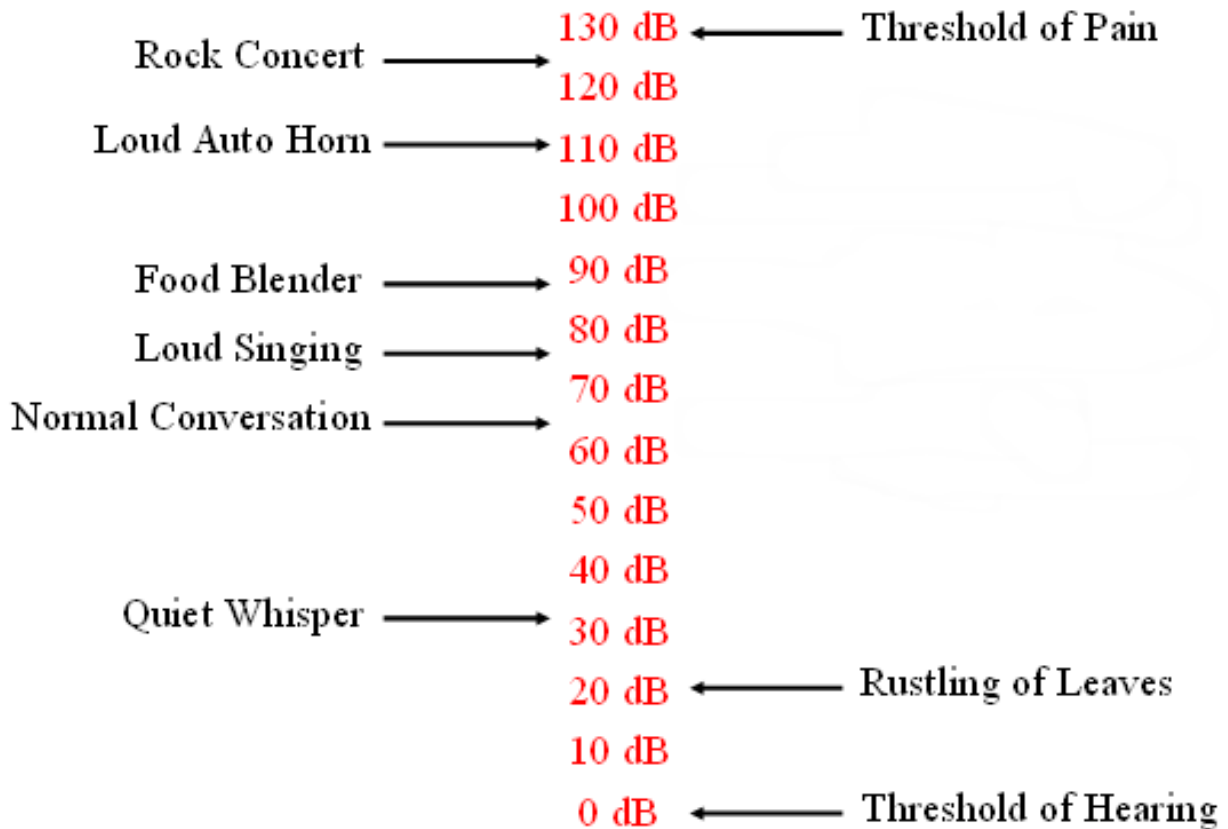 130 dB
Threshold of Pain
Rock Concert
120 dB
Loud Auto Horn
110 dB
100 dB
Food Blender
90 dB
80 dB
Loud Singing
70 dB
Normal Conversation
60 dB
50 dB
40 dB
Quiet Whisper
30 dB
20 dB
Rustling of Leaves
10 dB
0 dB
Threshold of Hearing